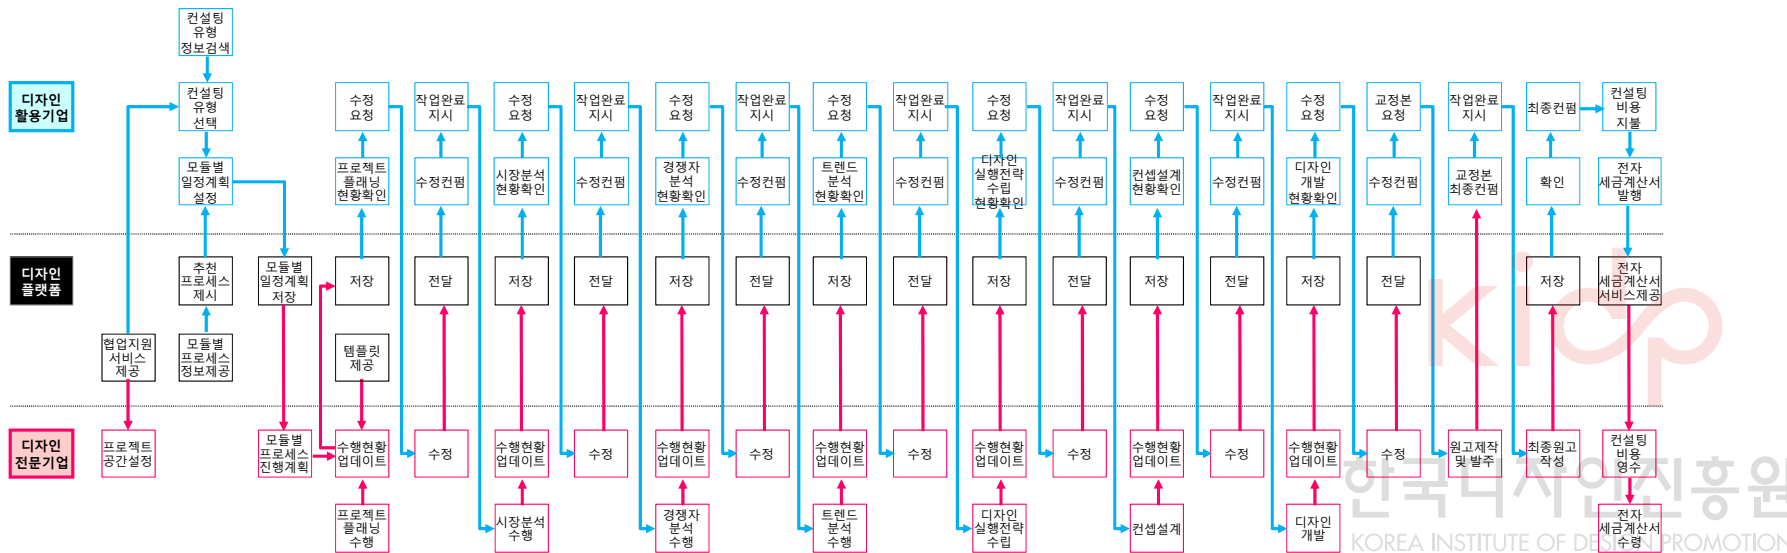 컨설팅
유형
정보검색
디자인
활용기업
컨설팅
유형
선택
수정
요청
작업완료
지시
수정
요청
작업완료
지시
수정
요청
작업완료
지시
수정
요청
작업완료
지시
수정
요청
작업완료
지시
수정
요청
작업완료
지시
수정
요청
교정본
요청
작업완료
지시
최종컨펌
컨설팅
비용
지불
모듈별
일정계획
설정
프로젝트
플래닝
현황확인
수정컨펌
시장분석
현황확인
수정컨펌
경쟁자
분석
현황확인
수정컨펌
트렌드
분석
현황확인
수정컨펌
디자인
실행전략
수립
현황확인
수정컨펌
컨셉설계
현황확인
수정컨펌
디자인
개발
현황확인
수정컨펌
교정본
최종컨펌
확인
전자
세금계산서
발행
디자인
플랫폼
추천
프로세스
제시
모듈별
일정계획
저장
저장
전달
저장
전달
저장
전달
저장
전달
저장
전달
저장
전달
저장
전달
저장
전자
세금계산서
서비스제공
협업지원
서비스
제공
모듈별
프로세스
정보제공
템플릿
제공
kidp
디자인
전문기업
프로젝트
공간설정
모듈별
프로세스
진행계획
수행현황
업데이트
수정
수행현황
업데이트
수정
수행현황
업데이트
수정
수행현황
업데이트
수정
수행현황
업데이트
수정
수행현황
업데이트
수정
수행현황
업데이트
수정
원고제작
및 발주
최종원고
작성
컨설팅
비용
영수
프로젝트
플래닝
수행
시장분석
수행
경쟁자
분석
수행
트렌드
분석
수행
디자인
실행전략
수립
컨셉설계
디자인
개발
전자
세금계산서
수령
한국디자인진흥원
KOREA INSTITUTE OF DESIGN PROMOTION